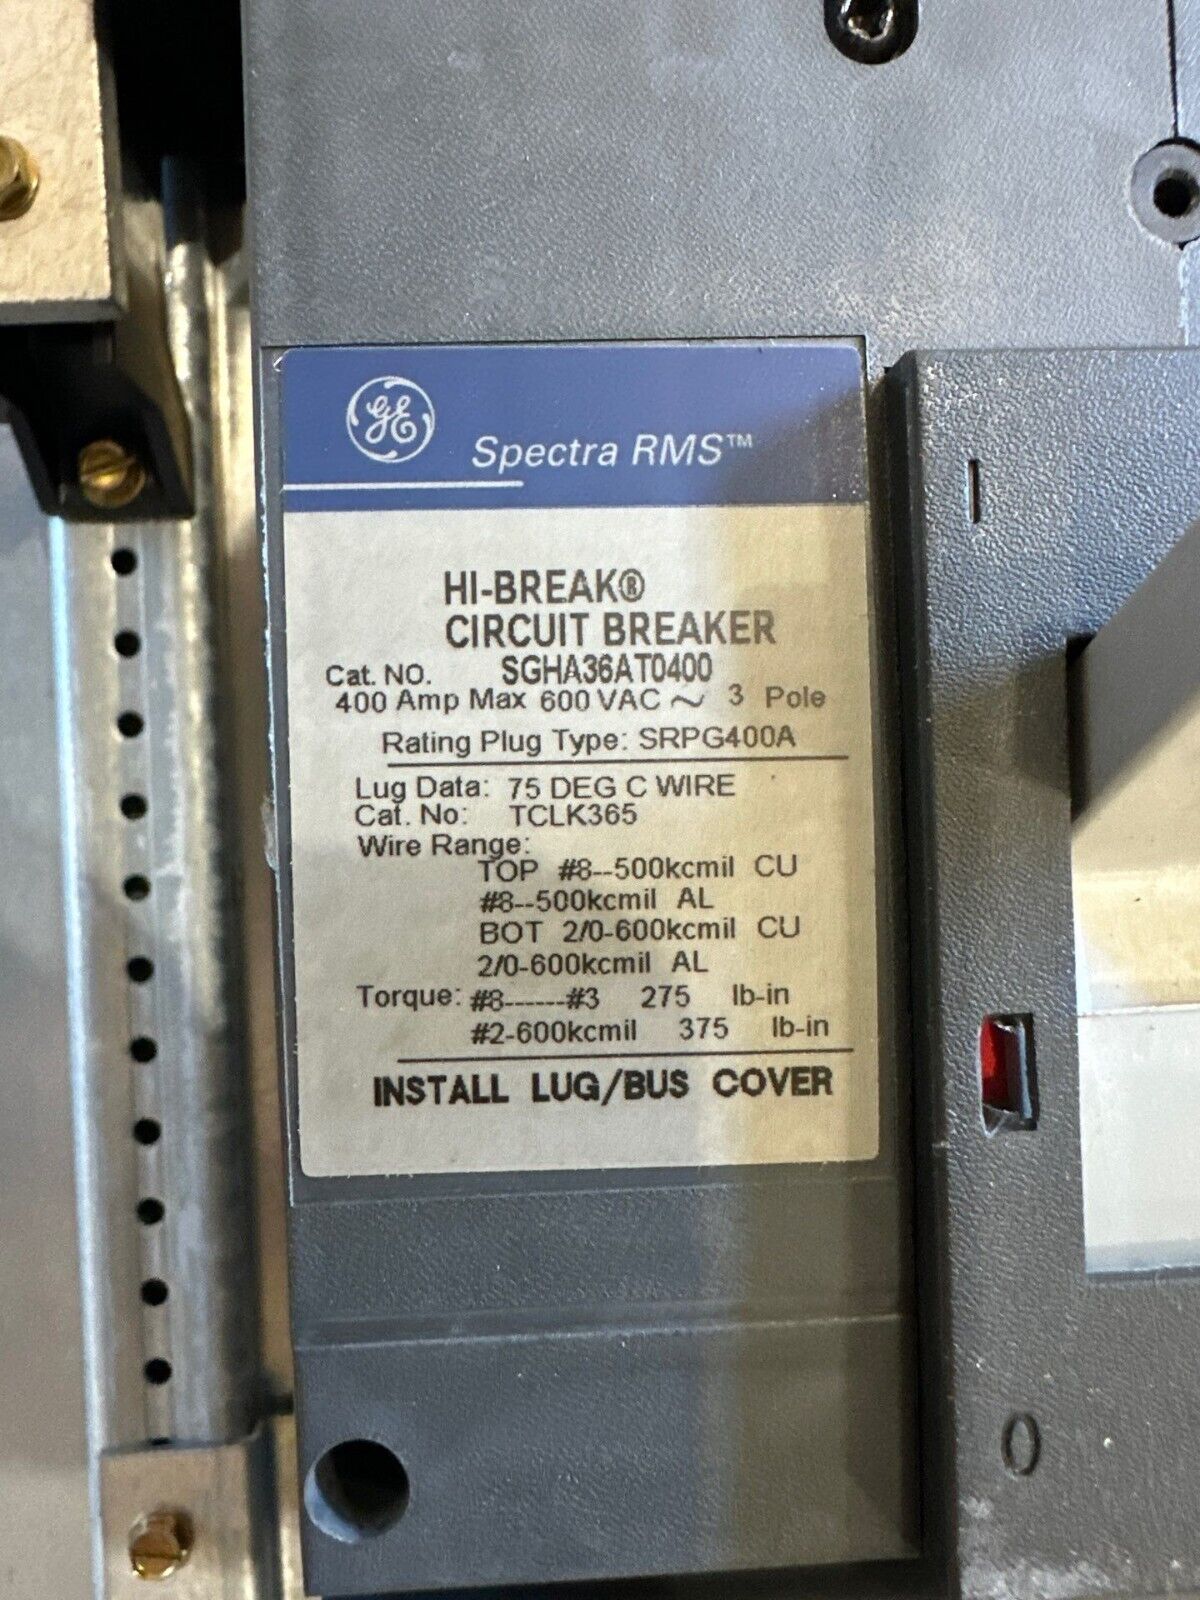 GE
Spectra RMS™
HI-BREAK®
CIRCUIT BREAKER
Cat. NO. SGHA36AT0400
400 Amp Max 600 VAC ~ 3 Pole
Rating Plug Type: SRPG400A
Lug Data: 75 DEG C WIRE
Cat. No: TCLK365
Wire Range:
TOP #8--500kcmil CU
#8--500kcmil AL
BOT 2/0-600kcmil CU
2/0-600kcmil AL
Torque: #8------#3 275 lb-in
#2-600kcmil 375 lb-in
INSTALL LUG/BUS COVER
I
O